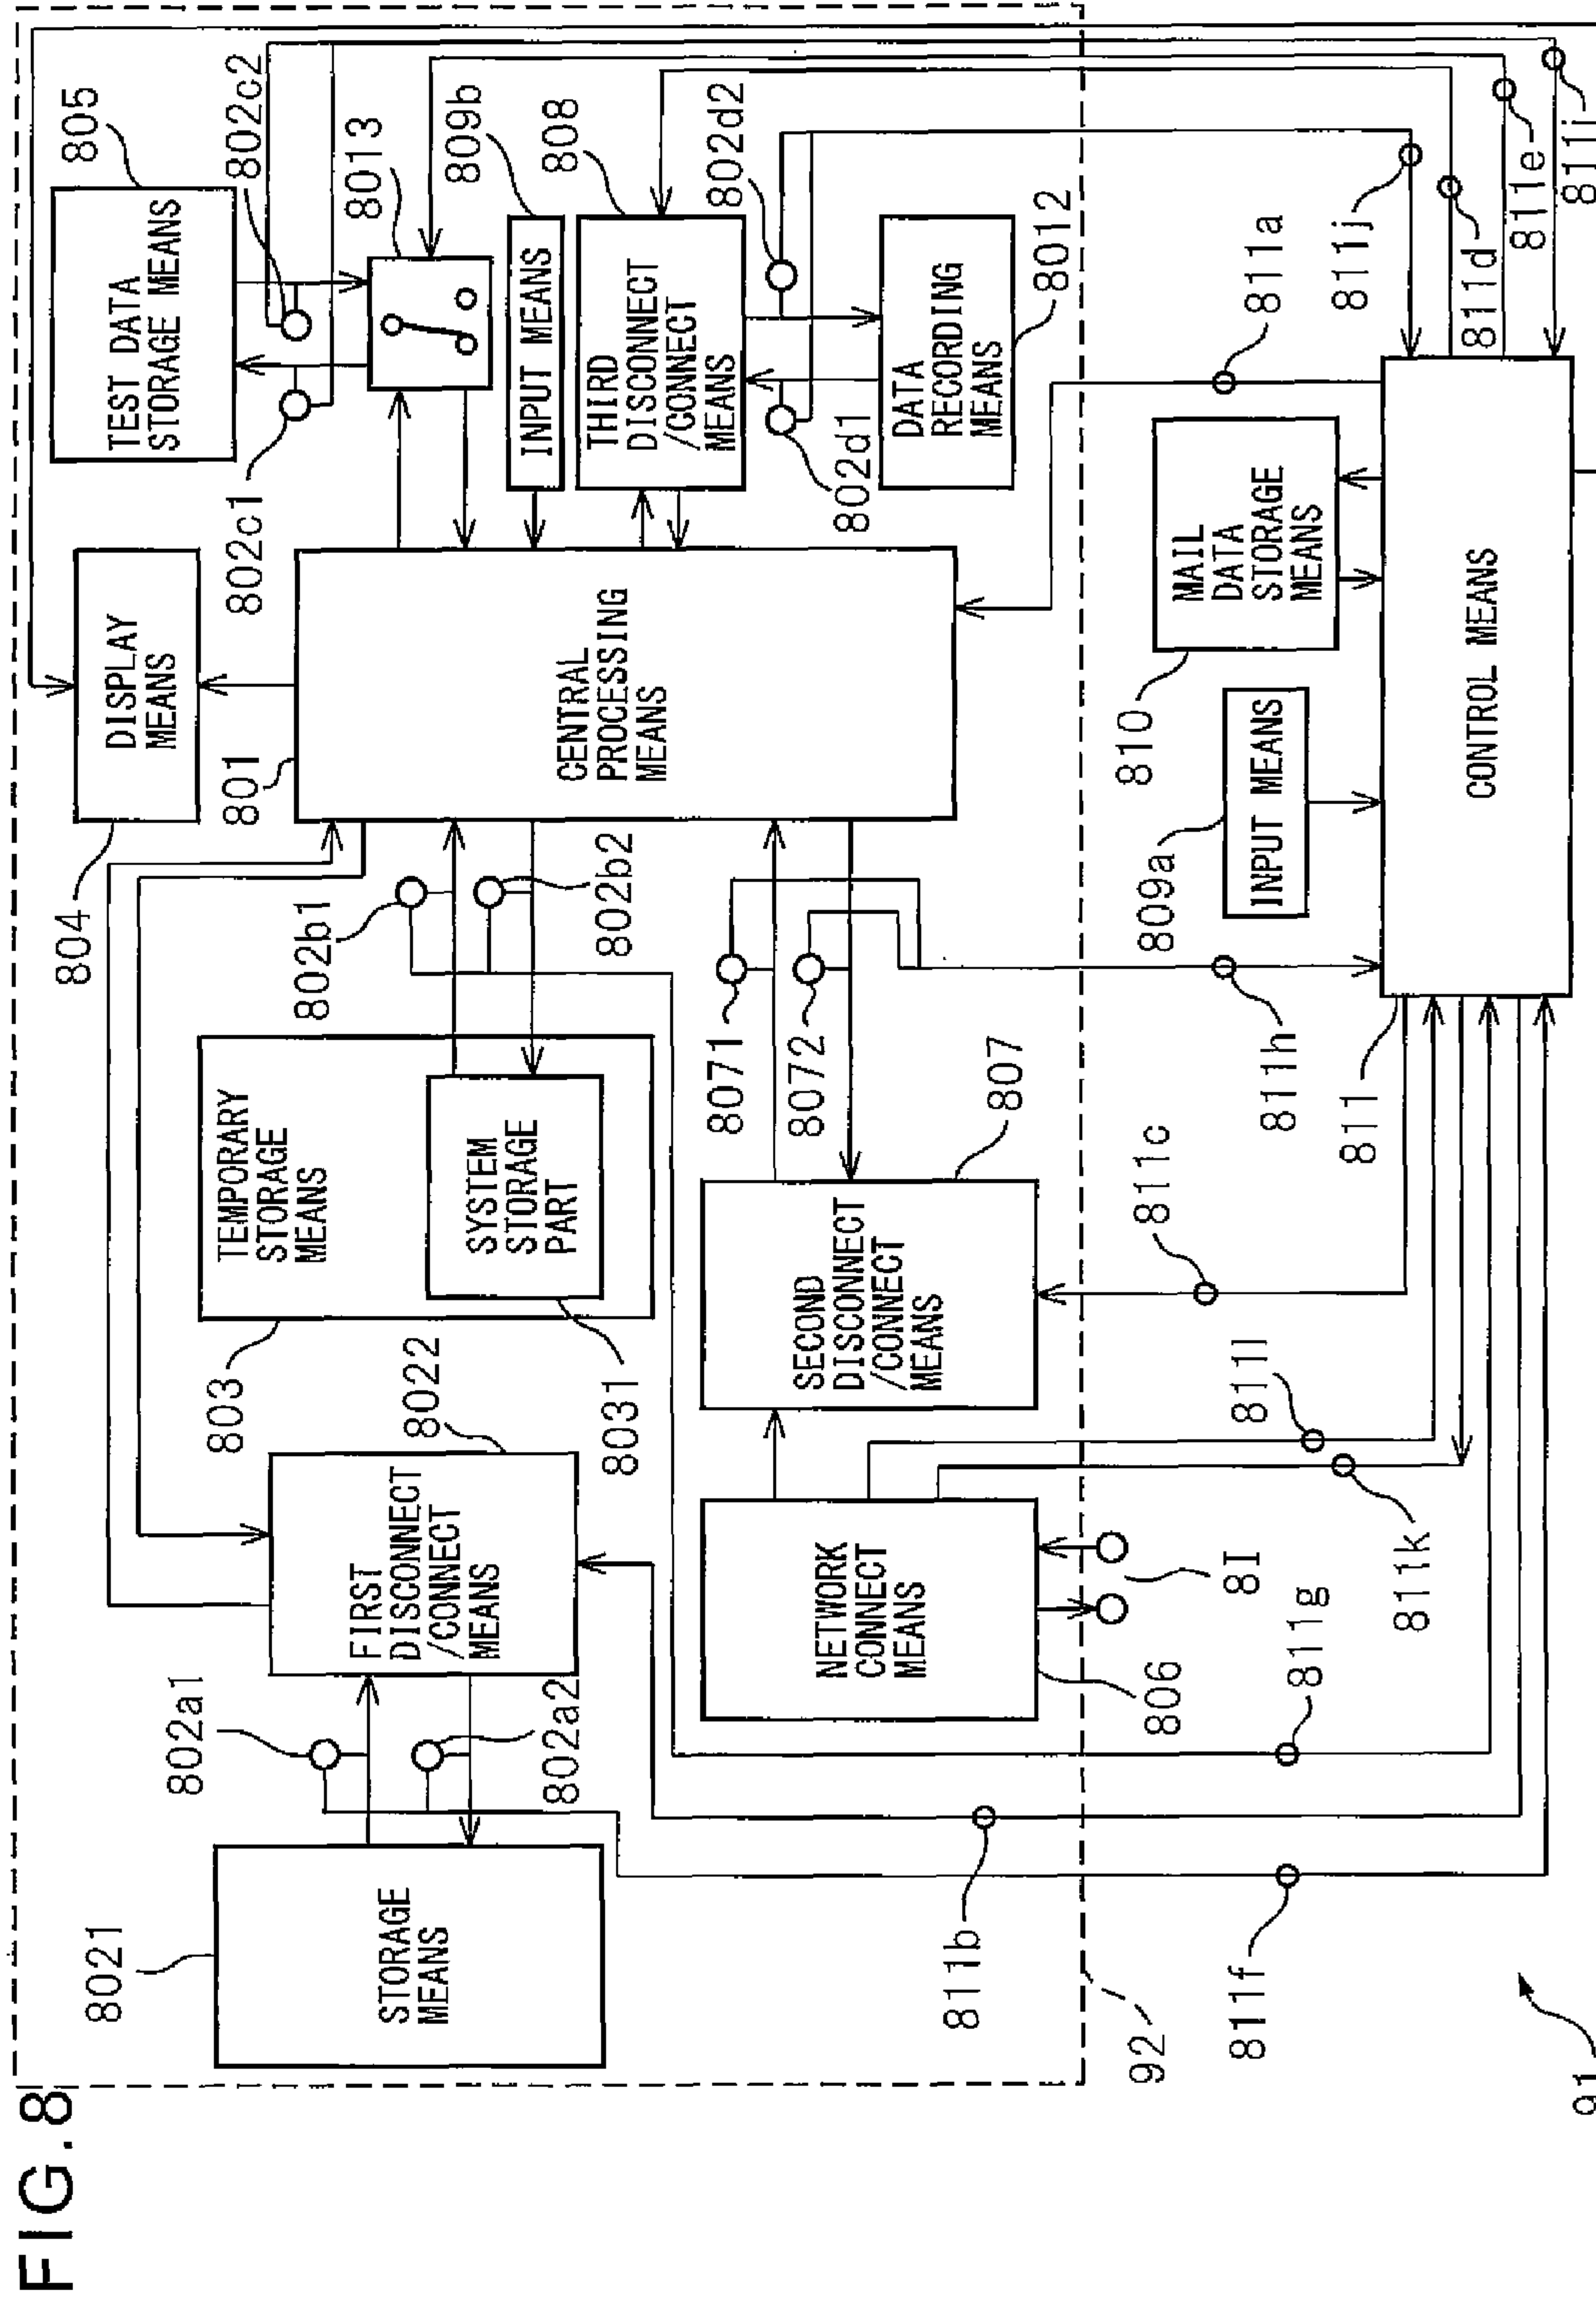 FIG.8
8021
STORAGE
MEANS
802a1
802a2
FIRST
DISCONNECT
/CONNECT
MEANS
8022
803
TEMPORARY
STORAGE
MEANS
SYSTEM
STORAGE
PART
8031
802b1
802b2
804
DISPLAY
MEANS
801
CENTRAL
PROCESSING
MEANS
805
TEST DATA
STORAGE MEANS
802c1
802c2
8013
809b
INPUT MEANS
808
THIRD
DISCONNECT
/CONNECT
MEANS
802d2
802d1
DATA
RECORDING
MEANS
8012
NETWORK
CONNECT
MEANS
806
8I
SECOND
DISCONNECT
/CONNECT
MEANS
807
8071
8072
811b
92
811f
811g
811k
811l
811c
811h
811
809a
INPUT MEANS
810
MAIL
DATA
STORAGE
MEANS
811a
811j
811d
811e
811i
CONTROL MEANS
91